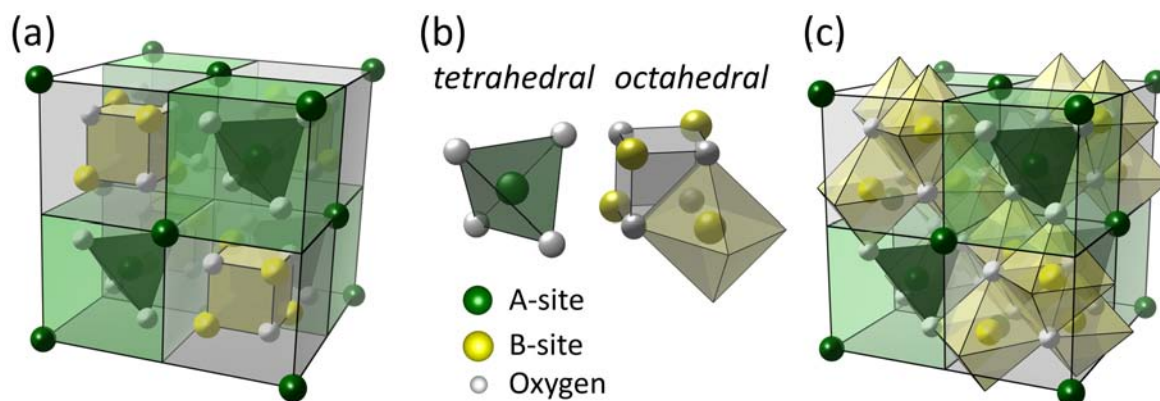 (a)
(b)
(c)
tetrahedral octahedral
A-site
B-site
Oxygen